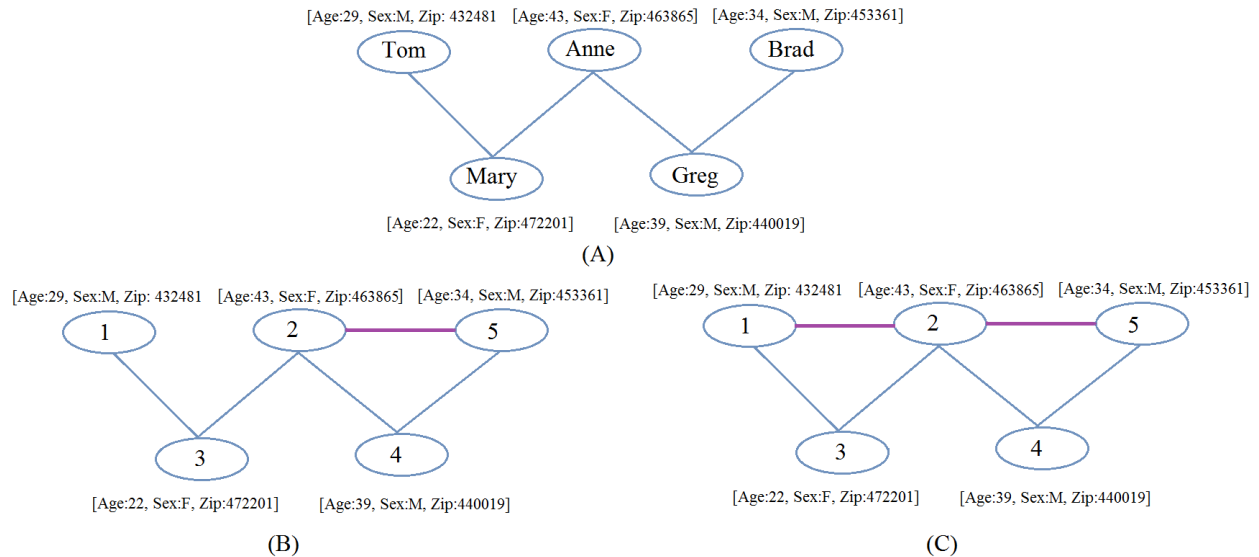 [Age:29, Sex:M, Zip: 432481 [Age:43, Sex:F, Zip:463865] [Age:34, Sex:M, Zip:453361]
Tom Anne Brad
Mary Greg
[Age:22, Sex:F, Zip:472201] [Age:39, Sex:M, Zip:440019]
(A)
[Age:29, Sex:M, Zip: 432481 [Age:43, Sex:F, Zip:463865] [Age:34, Sex:M, Zip:453361]
1 2 5
3 4
[Age:22, Sex:F, Zip:472201] [Age:39, Sex:M, Zip:440019]
(B)
[Age:29, Sex:M, Zip: 432481 [Age:43, Sex:F, Zip:463865] [Age:34, Sex:M, Zip:453361]
1 2 5
3 4
[Age:22, Sex:F, Zip:472201] [Age:39, Sex:M, Zip:440019]
(C)